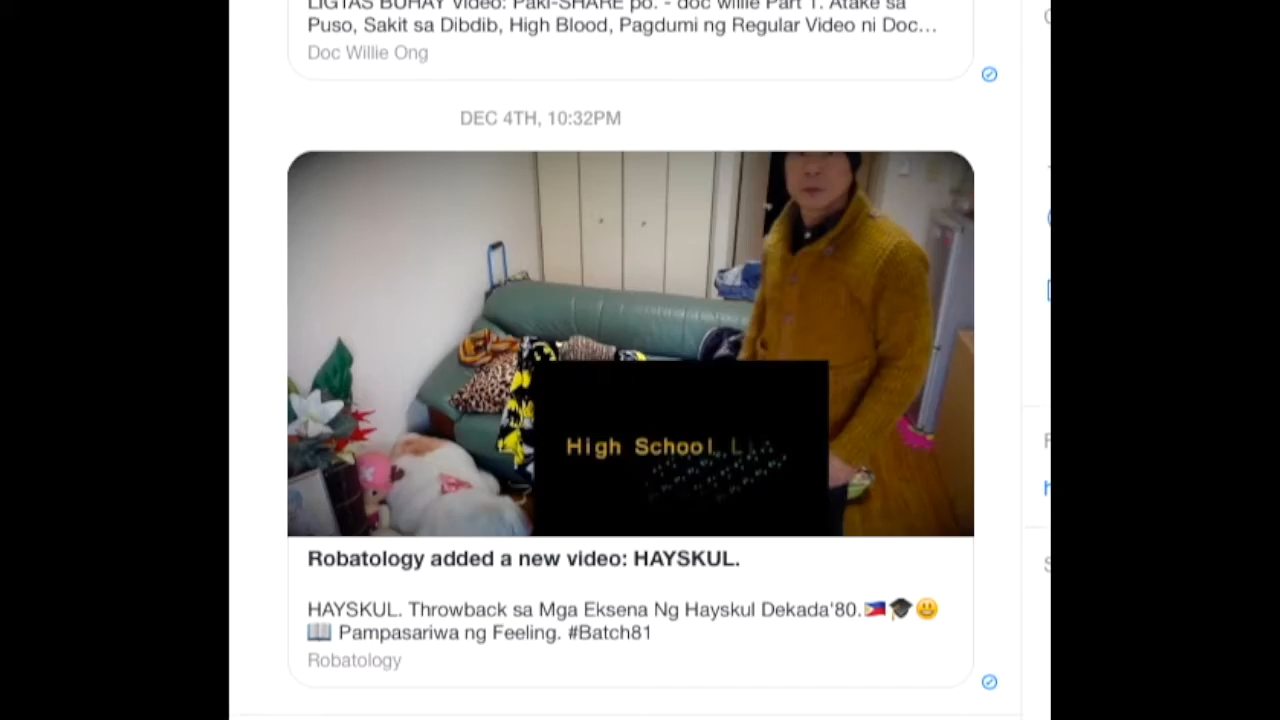 LIGTAS BUHAY Video: Paki-SHARE po. - doc willie Part 1. Atake sa
Puso, Sakit sa Dibdib, High Blood, Pagdumi ng Regular Video ni Doc...
Doc Willie Ong
DEC 4TH, 10:32PM
High School
Robatology added a new video: HAYSKUL.
HAYSKUL. Throwback sa Mga Eksena Ng Hayskul Dekada'80.🇵🇭🎓😀
📖 Pampasariwa ng Feeling. #Batch81
Robatology